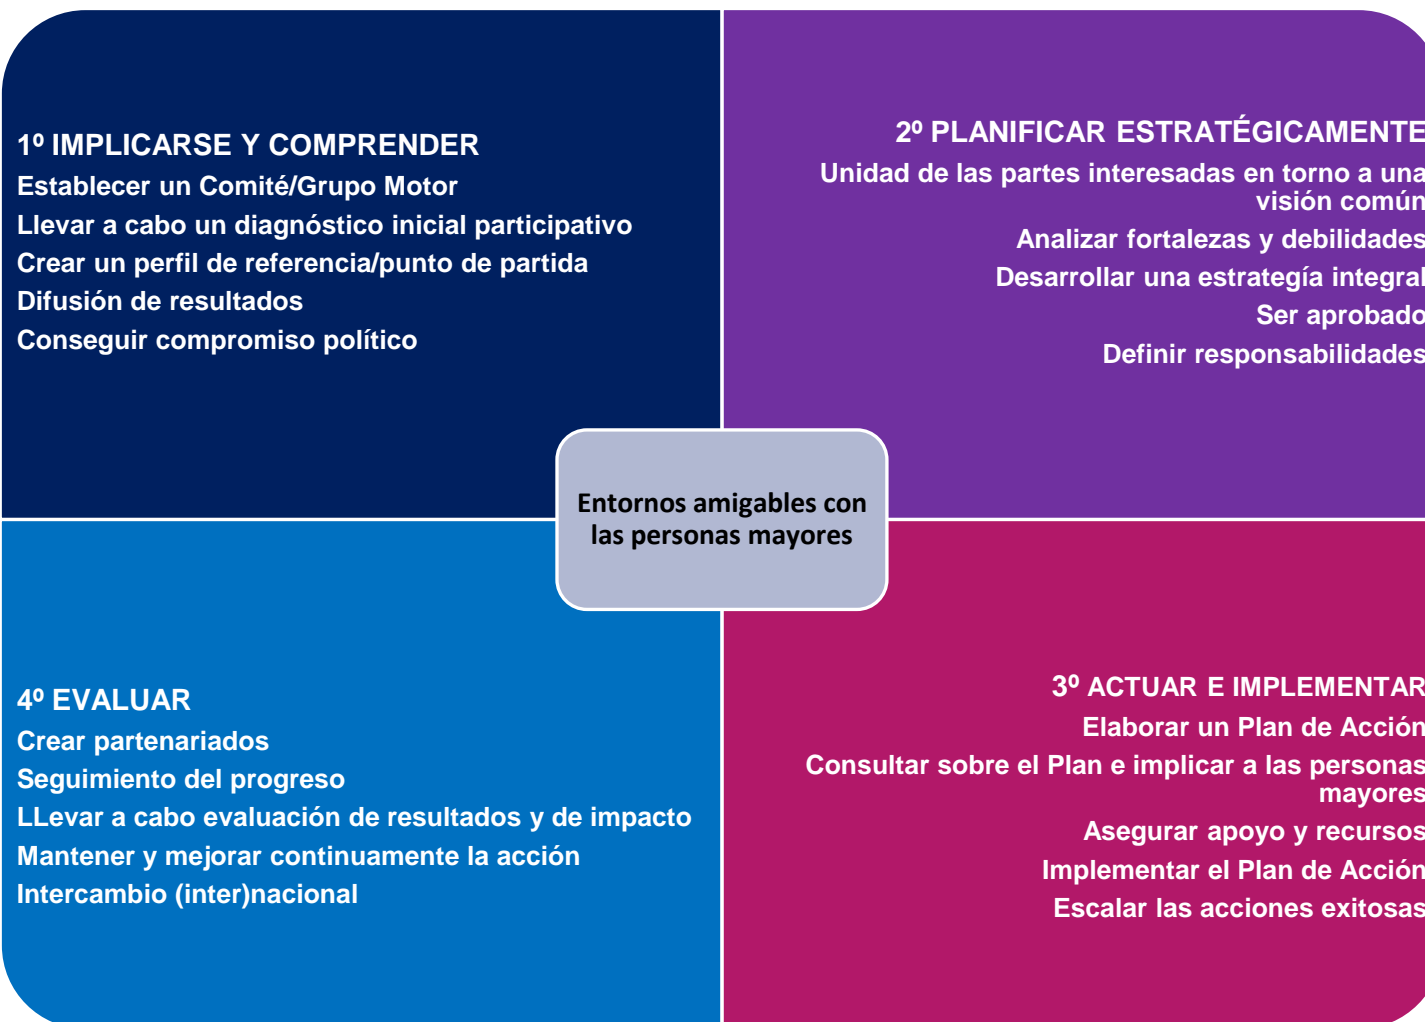 1º IMPLICARSE Y COMPRENDER
Establecer un Comité/Grupo Motor
Llevar a cabo un diagnóstico inicial participativo
Crear un perfil de referencia/punto de partida
Difusión de resultados
Conseguir compromiso político
2º PLANIFICAR ESTRATÉGICAMENTE
Unidad de las partes interesadas en torno a una
visión común
Analizar fortalezas y debilidades
Desarrollar una estrategía integral
Ser aprobado
Definir responsabilidades
Entornos amigables con
las personas mayores
4º EVALUAR
Crear partenariados
Seguimiento del progreso
LLevar a cabo evaluación de resultados y de impacto
Mantener y mejorar continuamente la acción
Intercambio (inter)nacional
3º ACTUAR E IMPLEMENTAR
Elaborar un Plan de Acción
Consultar sobre el Plan e implicar a las personas
mayores
Asegurar apoyo y recursos
Implementar el Plan de Acción
Escalar las acciones exitosas